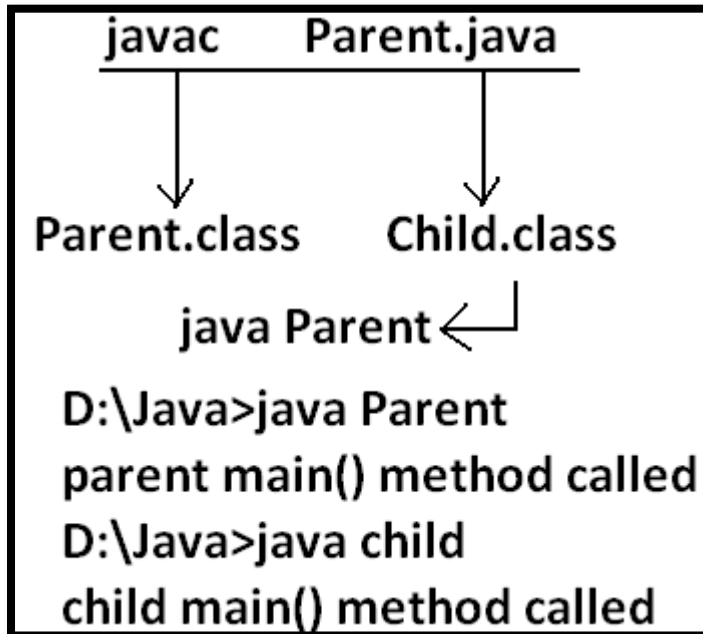 javac Parent.java
Parent.class Child.class
java Parent
D:\Java>java Parent
parent main() method called
D:\Java>java child
child main() method called